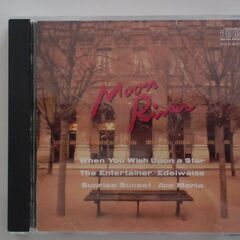 Moon
River
When You Wish Upon a Star
The Entertainer / Edelweiss
Sunrise Sunset Ave Maria